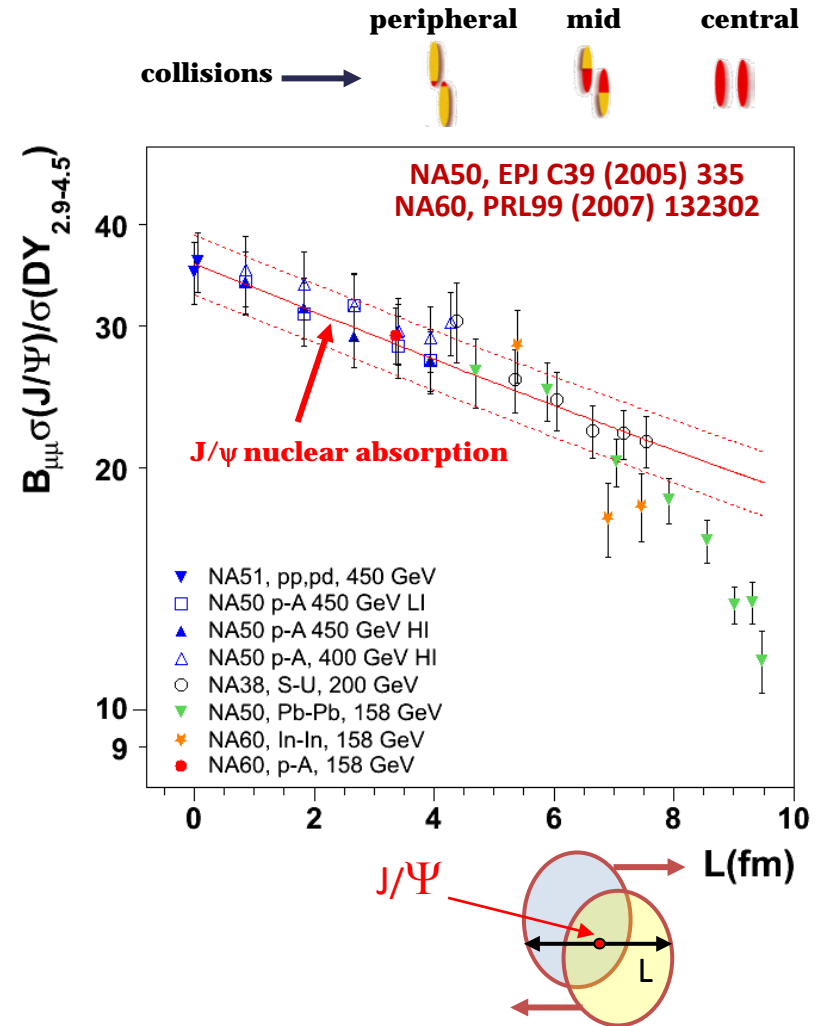 peripheral mid central
collisions
NA50, EPJ C39 (2005) 335
NA60, PRL99 (2007) 132302
B_μμ σ(J/Ψ)/σ(DY_2.9-4.5)
40
30
20
10
9
J/ψ nuclear absorption
NA51, pp,pd, 450 GeV
NA50 p-A 450 GeV LI
NA50 p-A 450 GeV HI
NA50 p-A, 400 GeV HI
NA38, S-U, 200 GeV
NA50, Pb-Pb, 158 GeV
NA60, In-In, 158 GeV
NA60, p-A, 158 GeV
0 2 4 6 8 10
L(fm)
J/Ψ
L